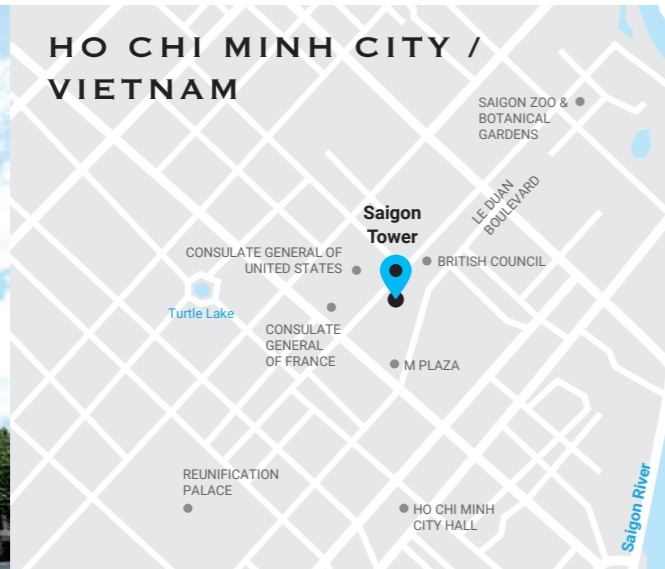 HO CHI MINH CITY /
VIETNAM
SAIGON ZOO &
BOTANICAL
GARDENS
LE DUAN
BOULEVARD
Saigon
Tower
CONSULATE GENERAL OF
UNITED STATES
BRITISH COUNCIL
Turtle Lake
CONSULATE
GENERAL
OF FRANCE
M PLAZA
REUNIFICATION
PALACE
HO CHI MINH
CITY HALL
Saigon River